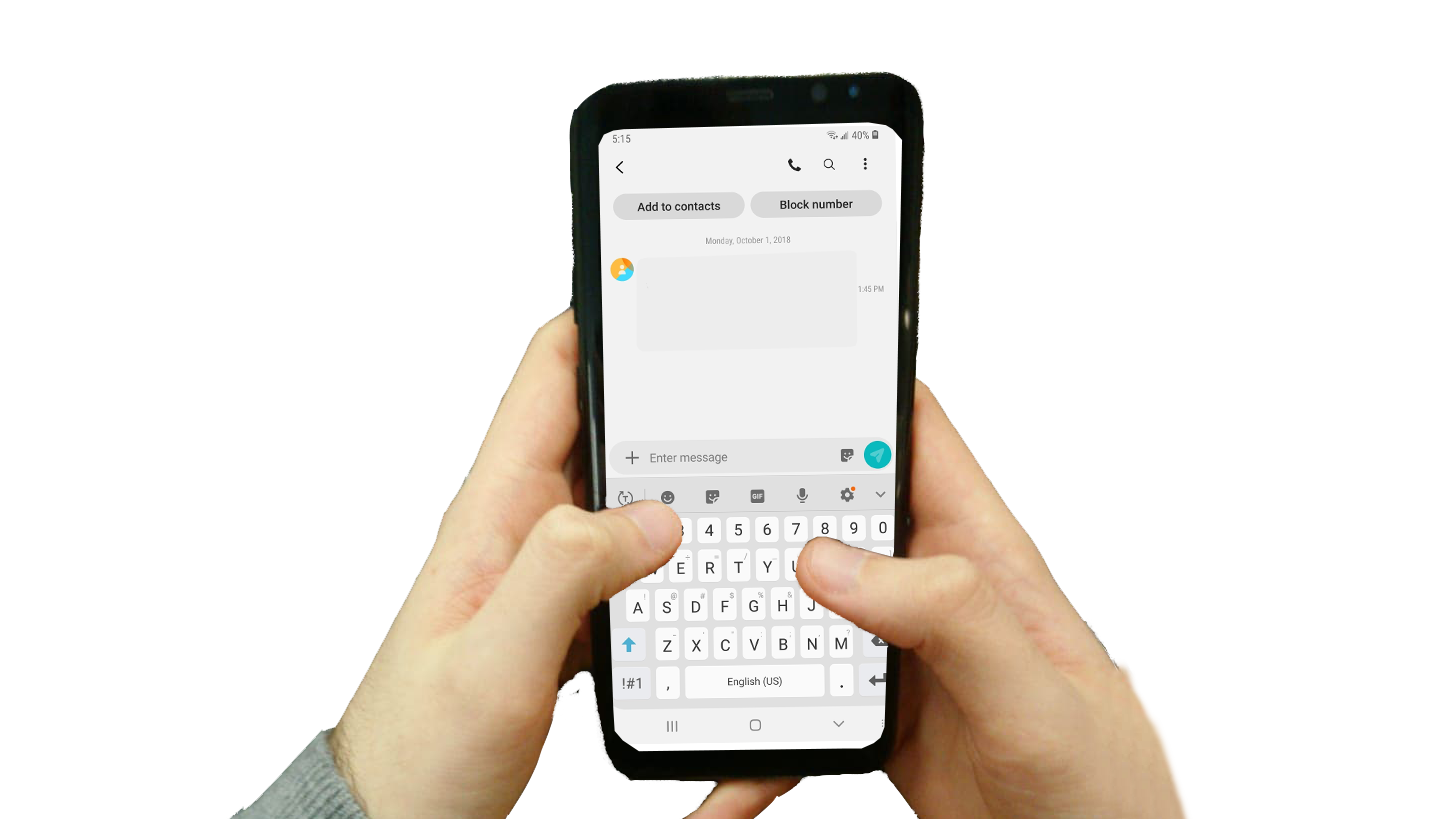 5:15 40%
Add to contacts Block number
Monday, October 1, 2018
1:45 PM
Enter message
GIF
4 5 6 7 8 9 0
E R T Y
A S D F G H J
Z X C V B N M
!#1 , English (US) .